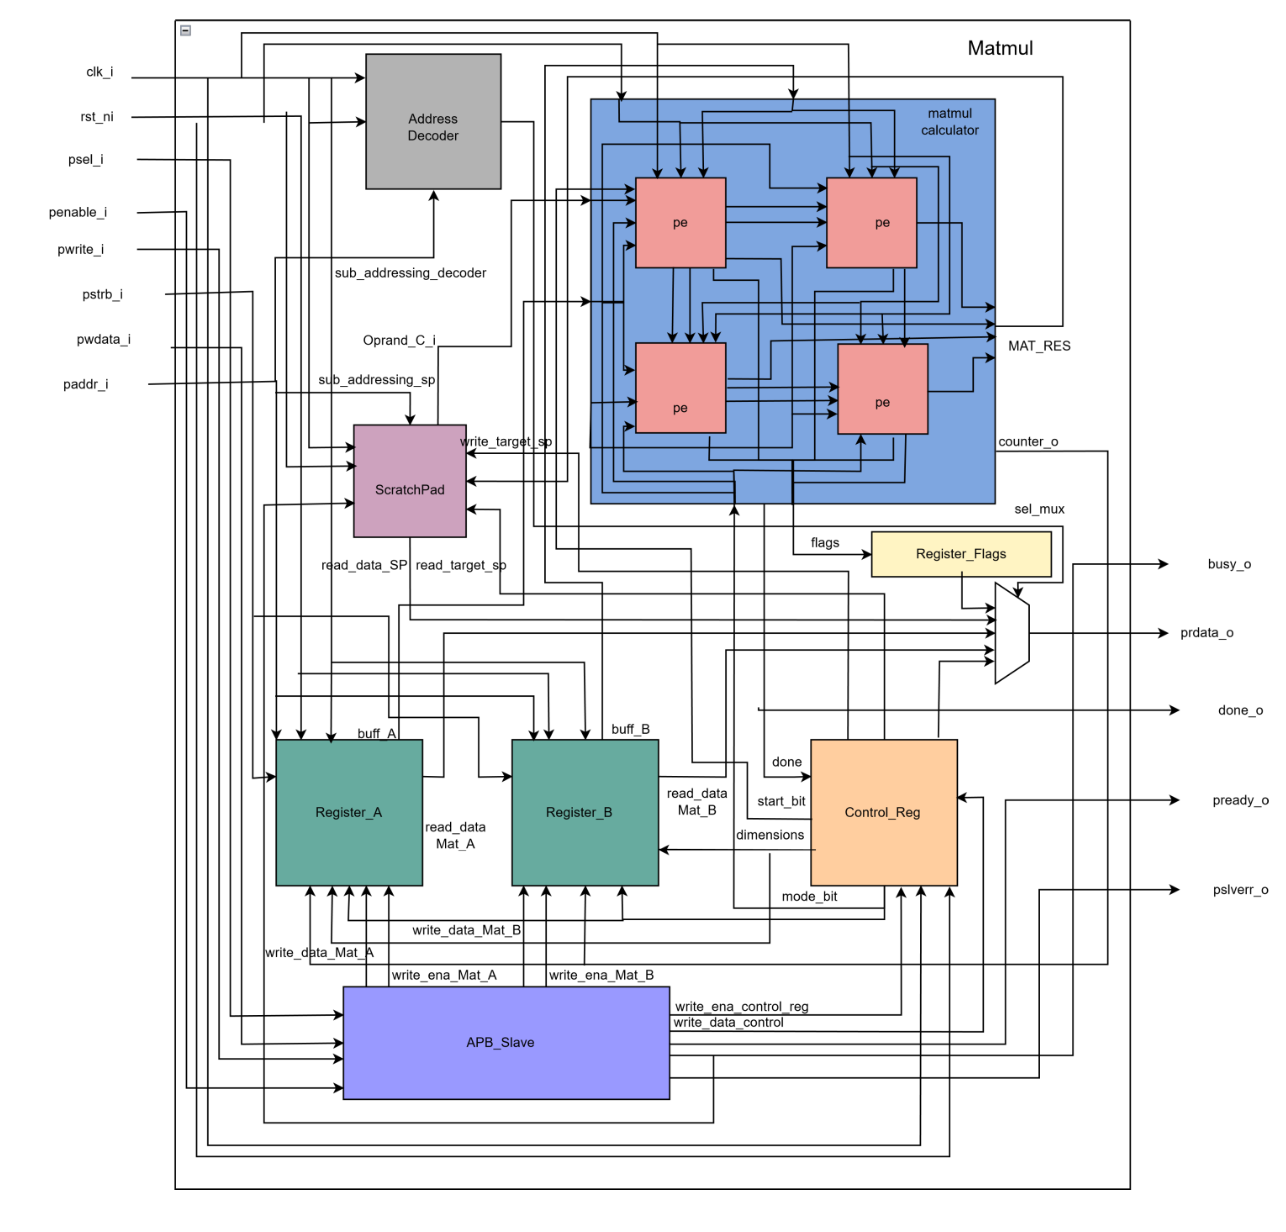 Matmul
clk_i
rst_ni
psel_i
penable_i
pwrite_i
pstrb_i
pwdata_i
paddr_i
Address
Decoder
matmul
calculator
pe
pe
pe
pe
sub_addressing_decoder
Oprand_C_i
sub_addressing_sp
MAT_RES
write_target_sp
counter_o
ScratchPad
sel_mux
flags
Register_Flags
read_data_SP
read_target_sp
busy_o
prdata_o
done_o
buff_A
buff_B
done
Register_A
Register_B
read_data
Mat_B
start_bit
Control_Reg
pready_o
read_data
Mat_A
dimensions
mode_bit
pslverr_o
write_data_Mat_B
write_data_Mat_A
write_ena_Mat_A
write_ena_Mat_B
write_ena_control_reg
write_data_control
APB_Slave